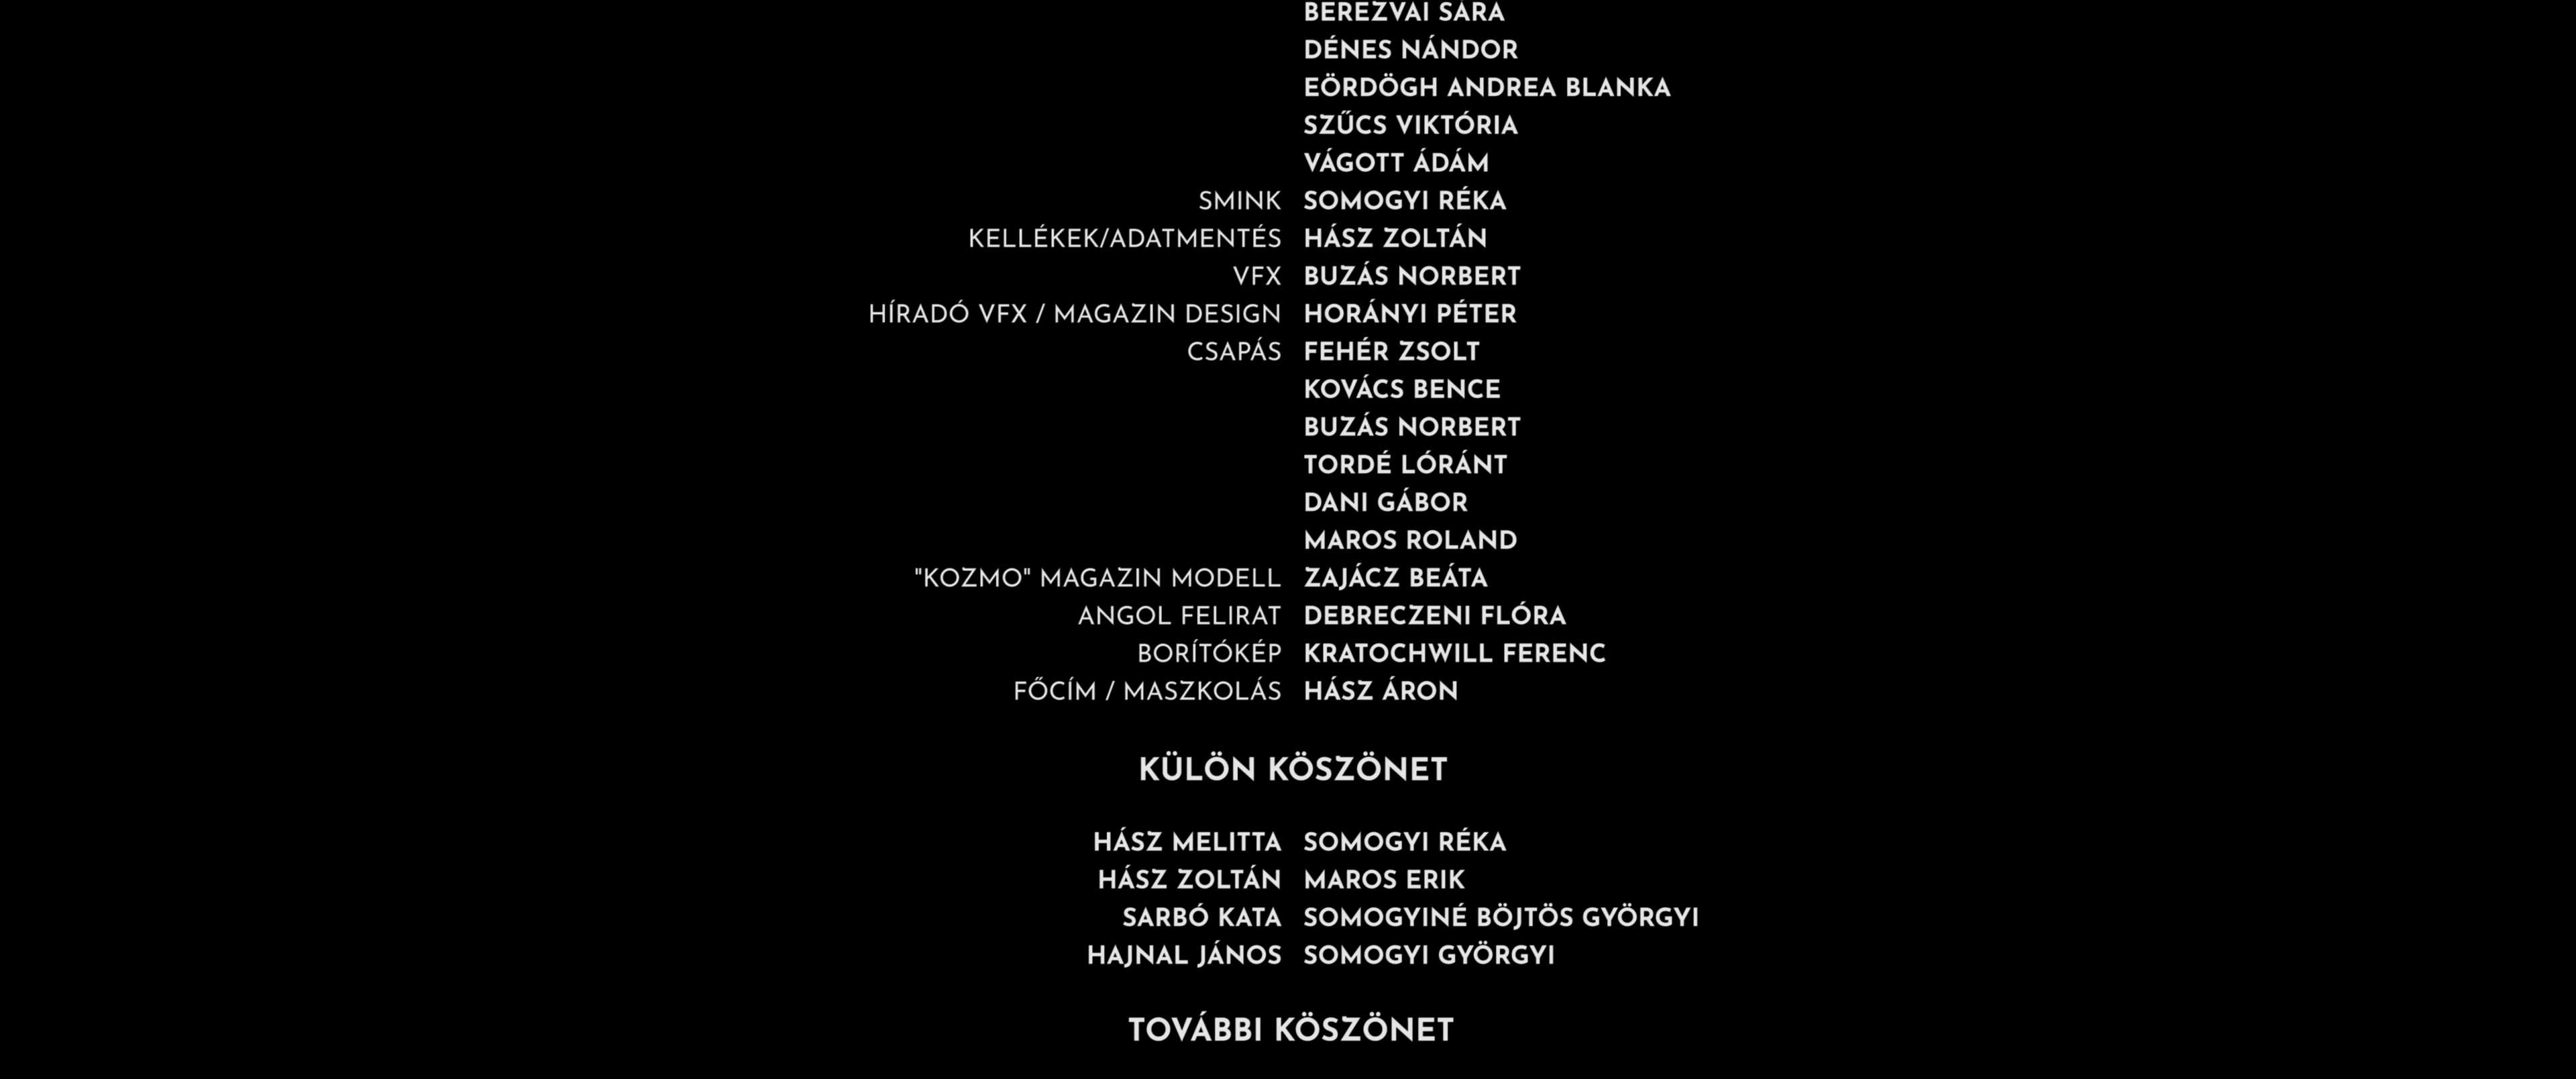 BEREZVAI SÁRA
DÉNES NÁNDOR
EÖRDÖGH ANDREA BLANKA
SZŰCS VIKTÓRIA
VÁGOTT ÁDÁM
SMINK SOMOGYI RÉKA
KELLÉKEK/ADATMENTÉS HÁSZ ZOLTÁN
VFX BUZÁS NORBERT
HÍRADÓ VFX / MAGAZIN DESIGN HORÁNYI PÉTER
CSAPÁS FEHÉR ZSOLT
KOVÁCS BENCE
BUZÁS NORBERT
TORDÉ LÓRÁNT
DANI GÁBOR
MAROS ROLAND
"KOZMO" MAGAZIN MODELL ZAJÁCZ BEÁTA
ANGOL FELIRAT DEBRECZENI FLÓRA
BORÍTÓKÉP KRATOCHWILL FERENC
FŐCÍM / MASZKOLÁS HÁSZ ÁRON
KÜLÖN KÖSZÖNET
HÁSZ MELITTA SOMOGYI RÉKA
HÁSZ ZOLTÁN MAROS ERIK
SARBÓ KATA SOMOGYINÉ BÖJTÖS GYÖRGYI
HAJNAL JÁNOS SOMOGYI GYÖRGYI
TOVÁBBI KÖSZÖNET